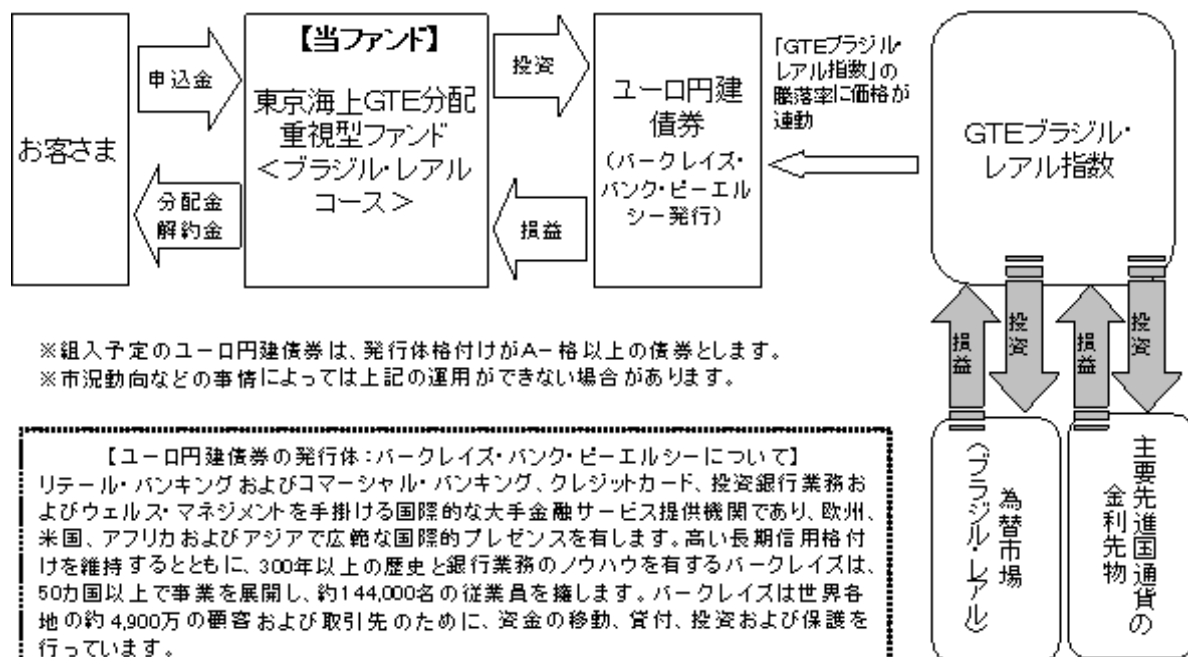 お客さま
申込金
分配金
解約金
【当ファンド】
東京海上GTE分配
重視型ファンド
＜ブラジル・レアル
コース＞
投資
損益
ユーロ円建
債券
（バークレイズ・
バンク・ピーエル
シー発行）
「GTEブラジル・
レアル指数」の
騰落率に価格が
連動
GTEブラジル・
レアル指数
損益
投資
損益
投資
為替市場
（ブラジル・レアル）
主要先進国通貨の
金利先物
※組入予定のユーロ円建債券は、発行体格付けがA－格以上の債券とします。
※市況動向などの事情によっては上記の運用ができない場合があります。
【ユーロ円建債券の発行体：バークレイズ・バンク・ピーエルシーについて】
リテール・バンキングおよびコマーシャル・バンキング、クレジットカード、投資銀行業務お
よびウェルス・マネジメントを手掛ける国際的な大手金融サービス提供機関であり、欧州、
米国、アフリカおよびアジアで広範な国際的プレゼンスを有します。高い長期信用格付
けを維持するとともに、300年以上の歴史と銀行業務のノウハウを有するバークレイズは、
50カ国以上で事業を展開し、約144,000名の従業員を擁します。バークレイズは世界各
地の約4,900万の顧客および取引先のために、資金の移動、貸付、投資および保護を
行っています。